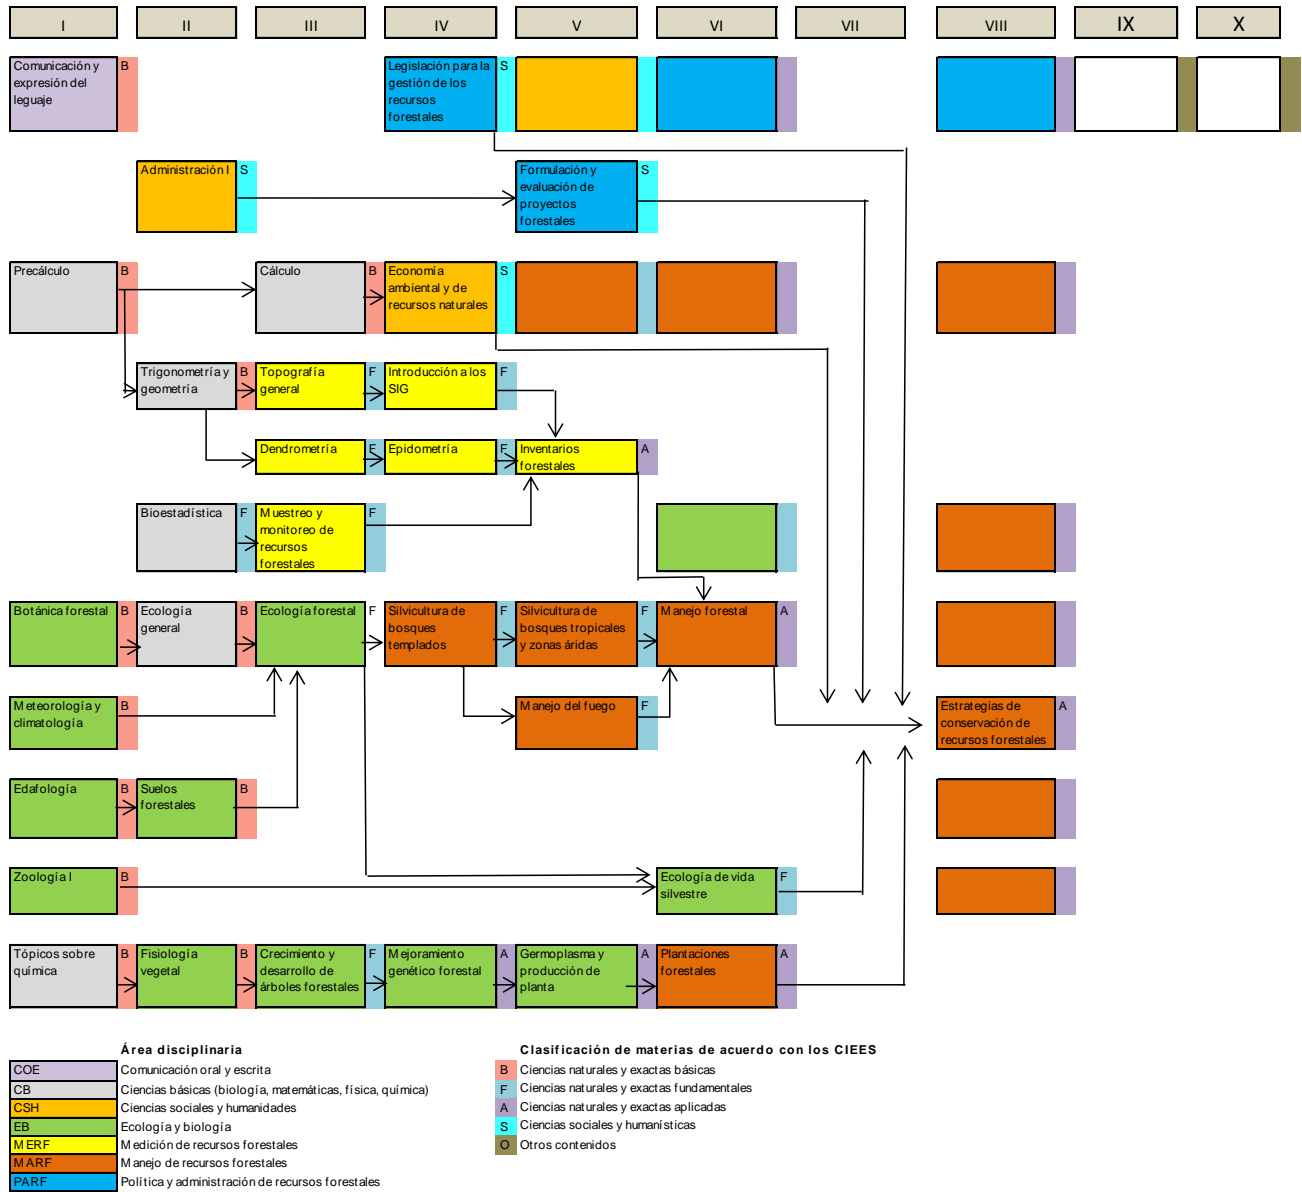 I II III IV V VI VII VIII IX X
Comunicación y
expresión del
leguaje
B
Legislación para la
gestión de los
recursos
forestales
S
Administración I
S
Formulación y
evaluación de
proyectos
forestales
S
Precálculo
B
Cálculo
B
Economía
ambiental y de
recursos naturales
S
Trigonometría y
geometría
B
Topografía
general
F
Introducción a los
SIG
F
Dendrometría
F
Epidometría
F
Inventarios
forestales
A
Bioestadística
F
Muestreo y
monitoreo de
recursos
forestales
F
Botánica forestal
B
Ecología
general
B
Ecología forestal
F
Silvicultura de
bosques
templados
F
Silvicultura de
bosques tropicales
y zonas áridas
F
Manejo forestal
A
Meteorología y
climatología
B
Manejo del fuego
F
Estrategias de
conservación de
recursos forestales
A
Edafología
B
Suelos
forestales
B
Zoología I
B
Ecología de vida
silvestre
F
Tópicos sobre
química
B
Fisiología
vegetal
B
Crecimiento y
desarrollo de
árboles forestales
F
Mejoramiento
genético forestal
A
Germoplasma y
producción de
planta
A
Plantaciones
forestales
A
Área disciplinaria
COE Comunicación oral y escrita
CB Ciencias básicas (biología, matemáticas, física, química)
CSH Ciencias sociales y humanidades
EB Ecología y biología
MERF Medición de recursos forestales
MARF Manejo de recursos forestales
PARF Política y administración de recursos forestales
Clasificación de materias de acuerdo con los CIEES
B Ciencias naturales y exactas básicas
F Ciencias naturales y exactas fundamentales
A Ciencias naturales y exactas aplicadas
S Ciencias sociales y humanísticas
O Otros contenidos